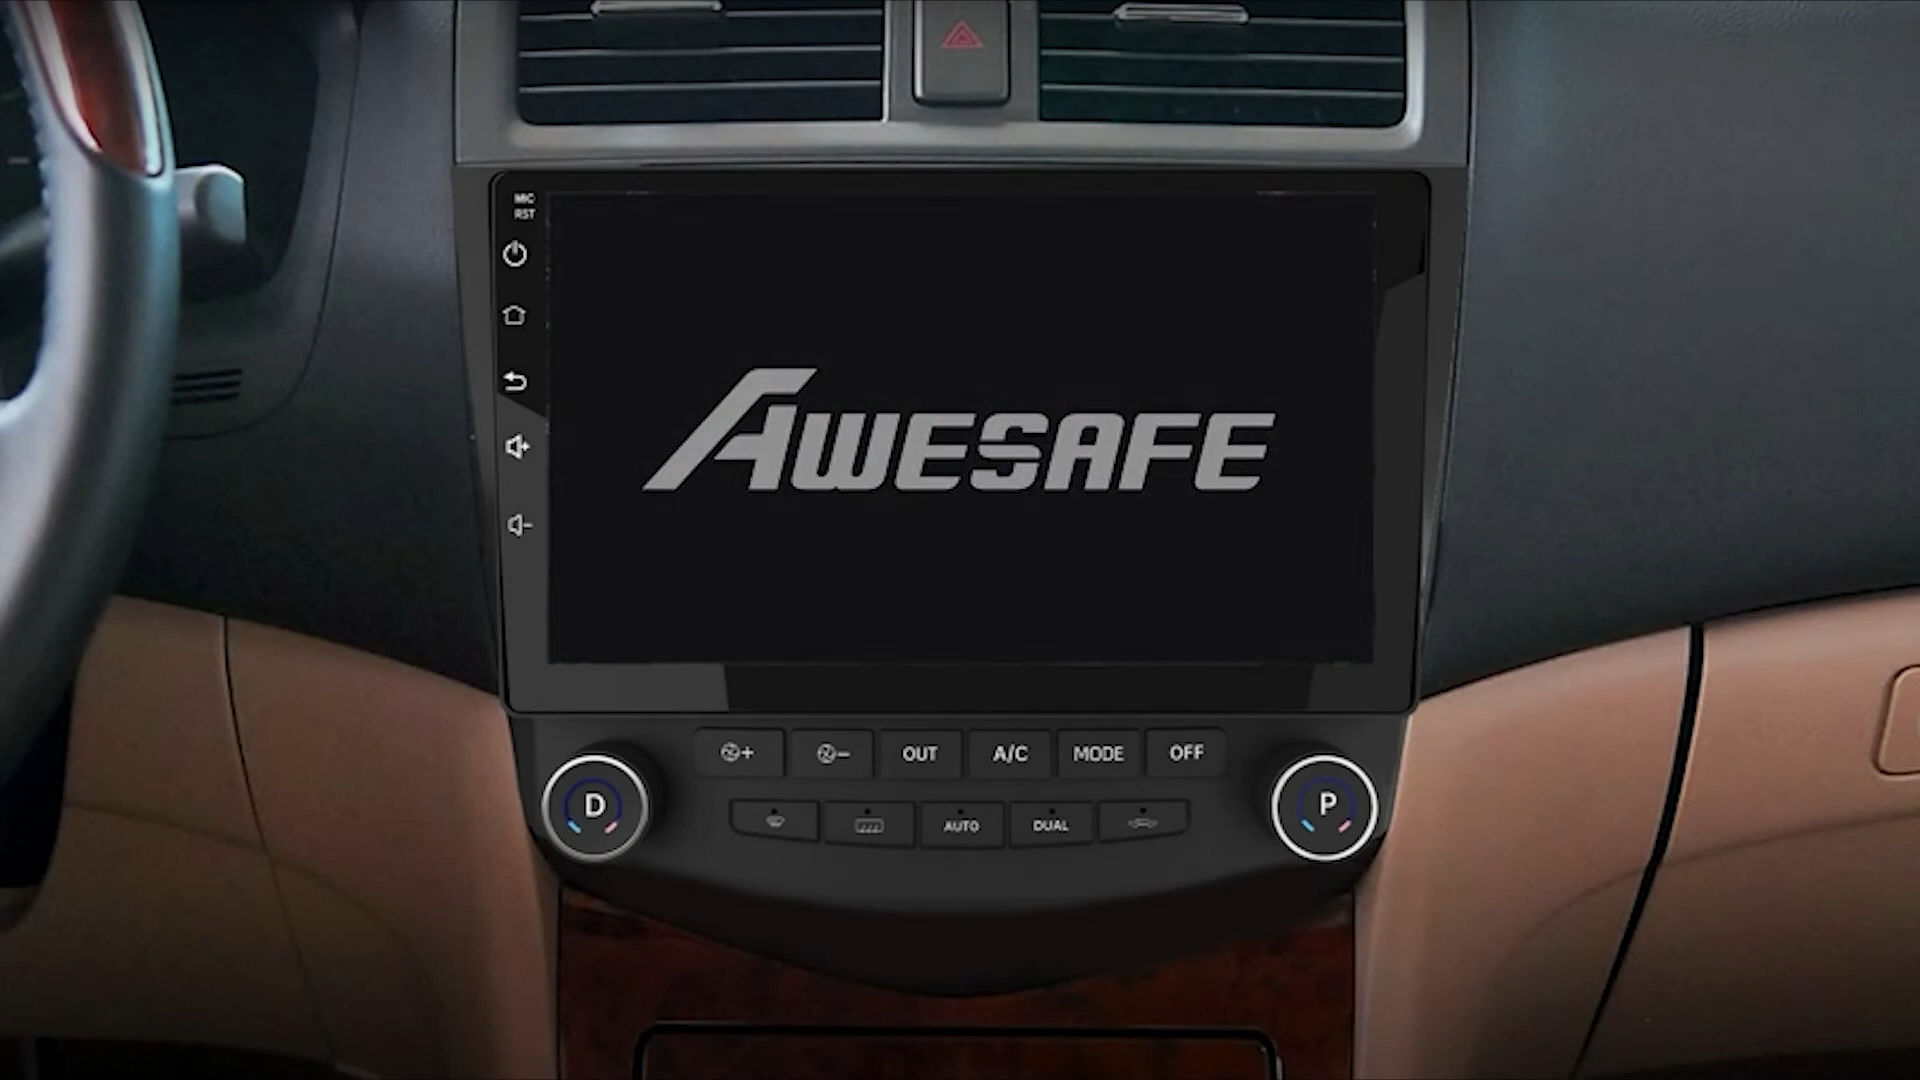 MIC
RST
AWESAFE
+ - OUT A/C MODE OFF
D AUTO DUAL P